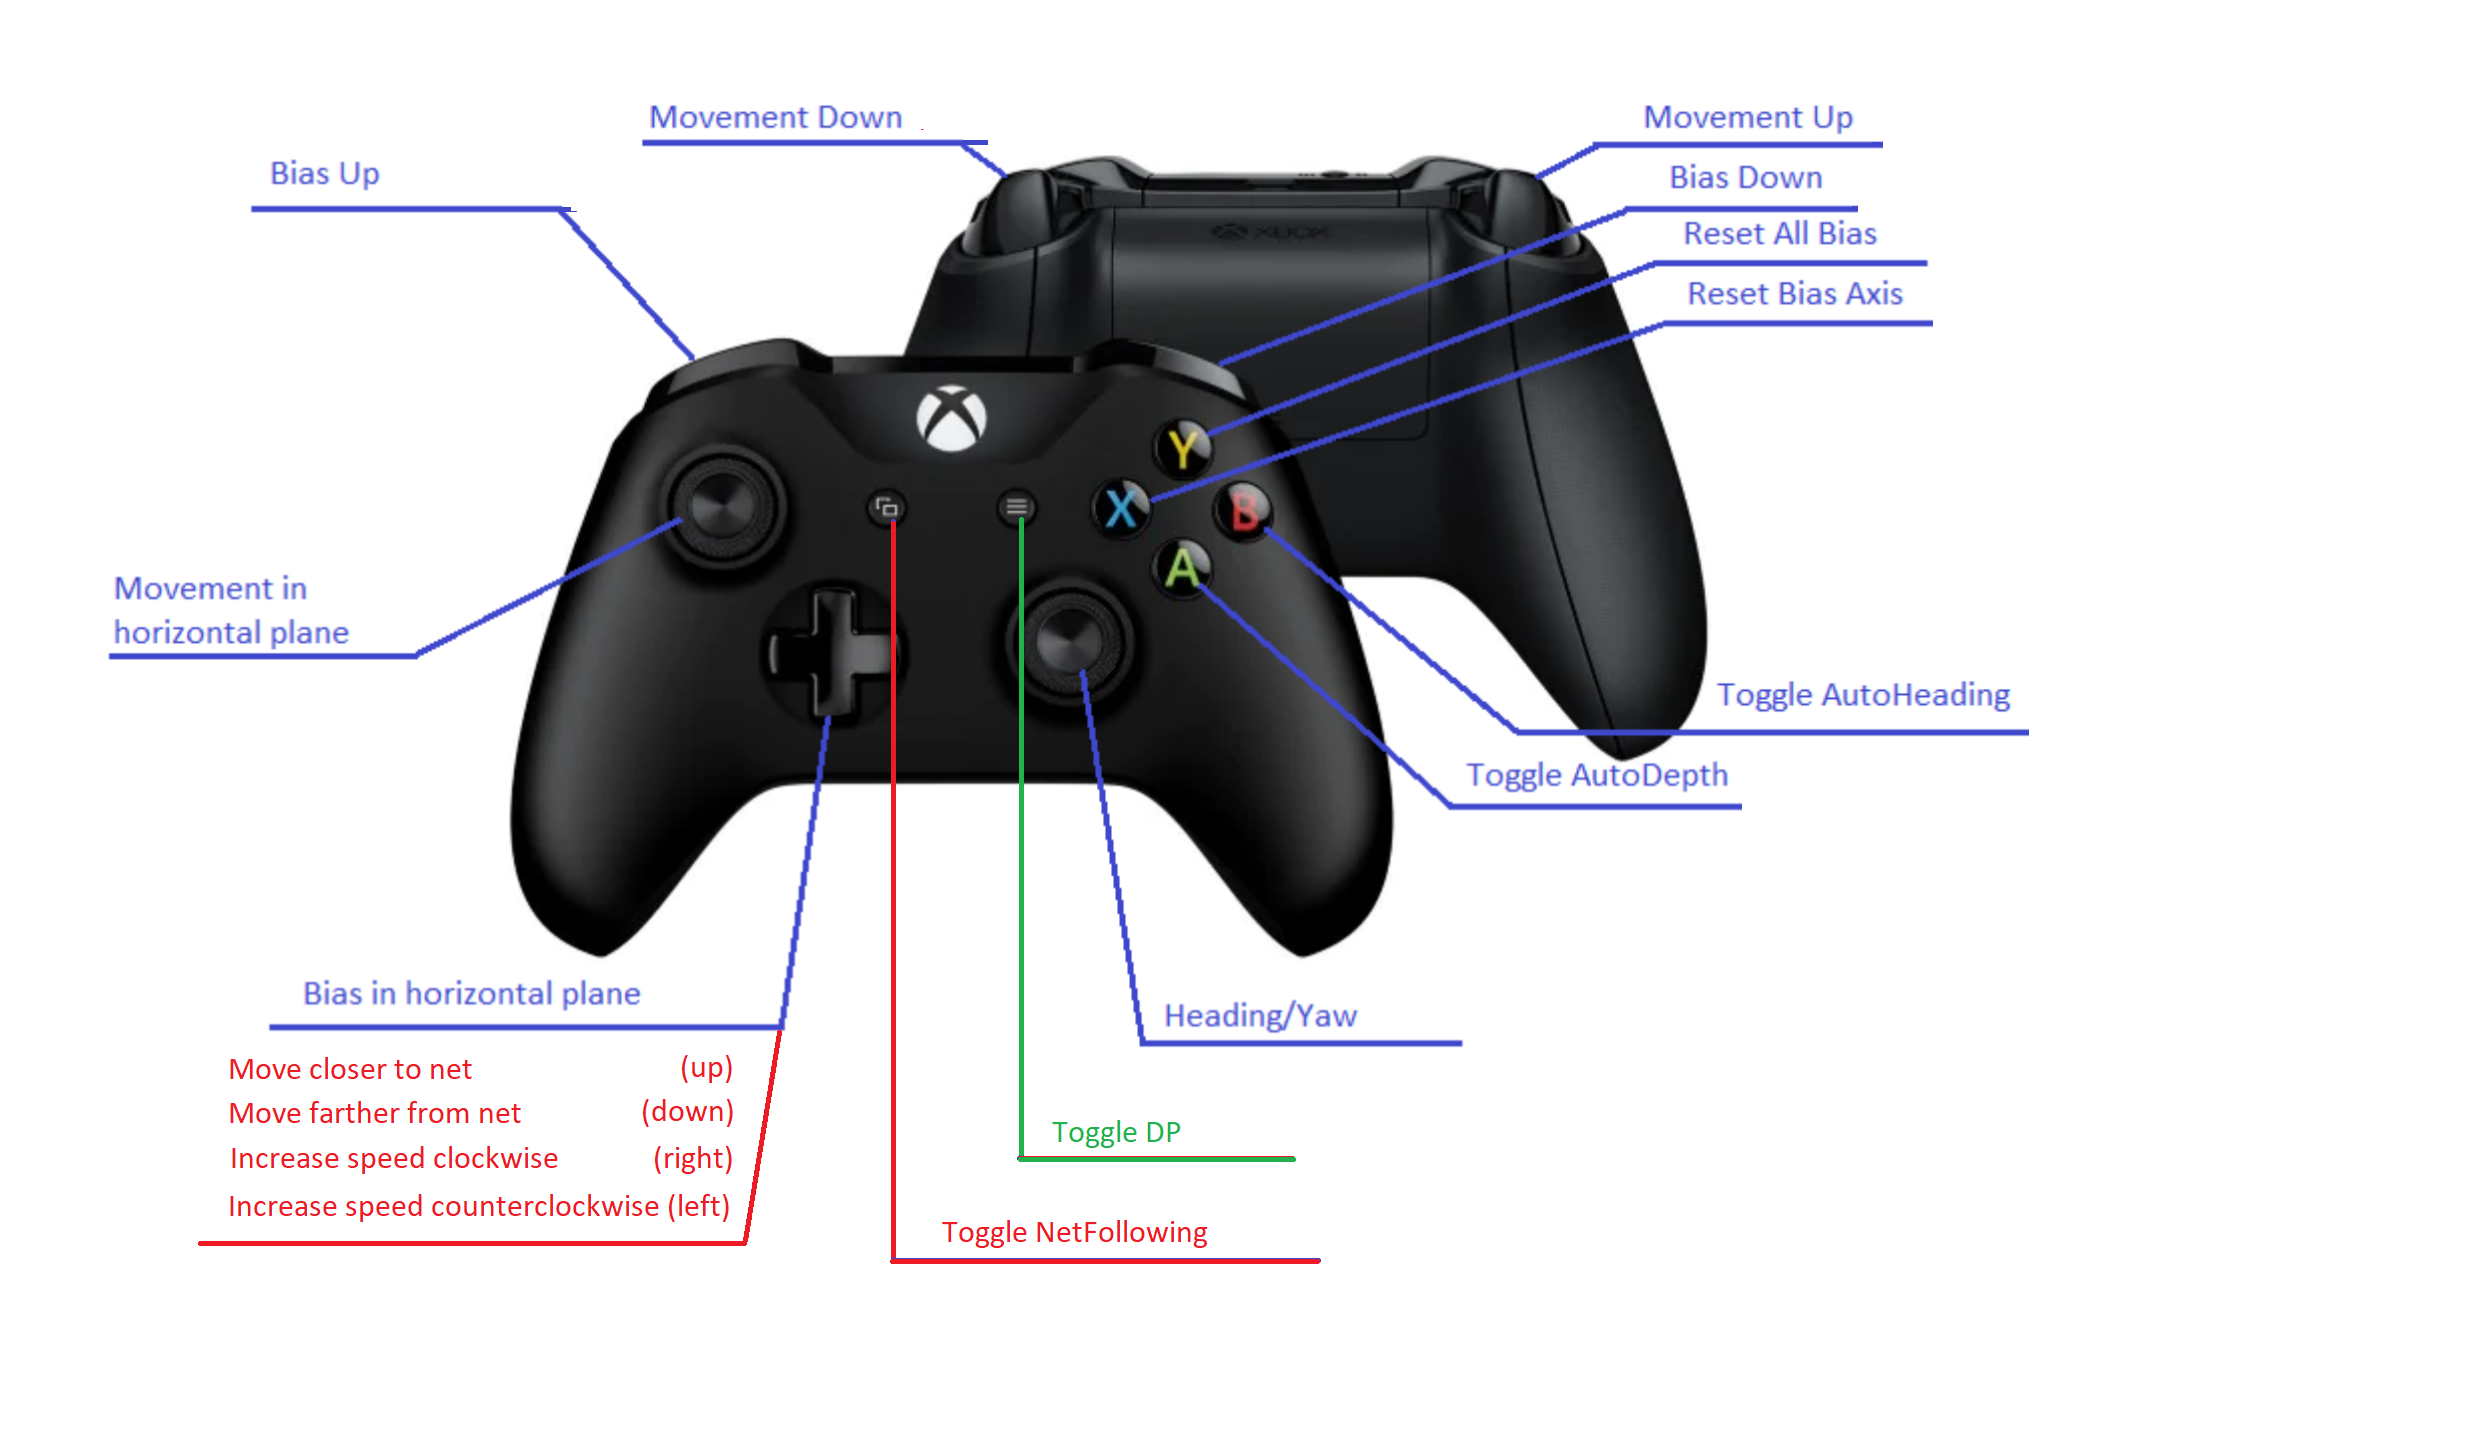 Movement Down
Movement Up
Bias Up
Bias Down
Reset All Bias
Reset Bias Axis
XBOX
Y
X
B
A
Movement in
horizontal plane
Toggle AutoHeading
Toggle AutoDepth
Bias in horizontal plane
Heading/Yaw
Move closer to net (up)
Move farther from net (down)
Increase speed clockwise (right)
Increase speed counterclockwise (left)
Toggle DP
Toggle NetFollowing